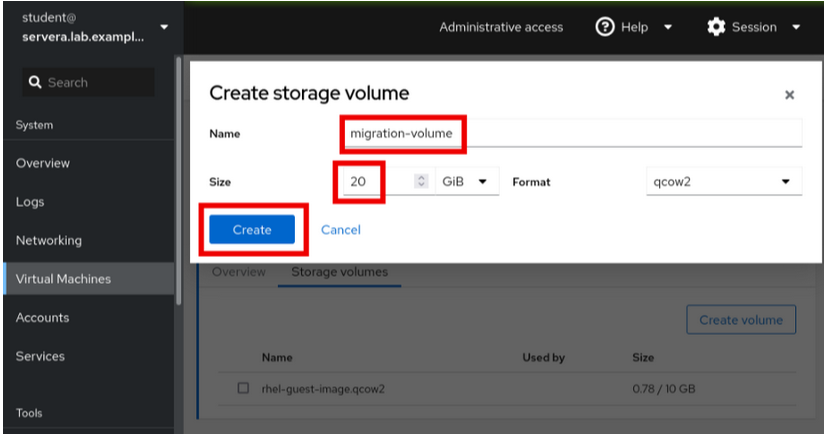 student@
servera.lab.exampl...
Administrative access
Help
Session
Search
System
Overview
Logs
Networking
Virtual Machines
Accounts
Services
Tools
Create storage volume
Name migration-volume
Size 20 GiB Format qcow2
Create Cancel
Overview Storage volumes
Create volume
Name Used by Size
rhel-guest-image.qcow2 0.78 / 10 GB